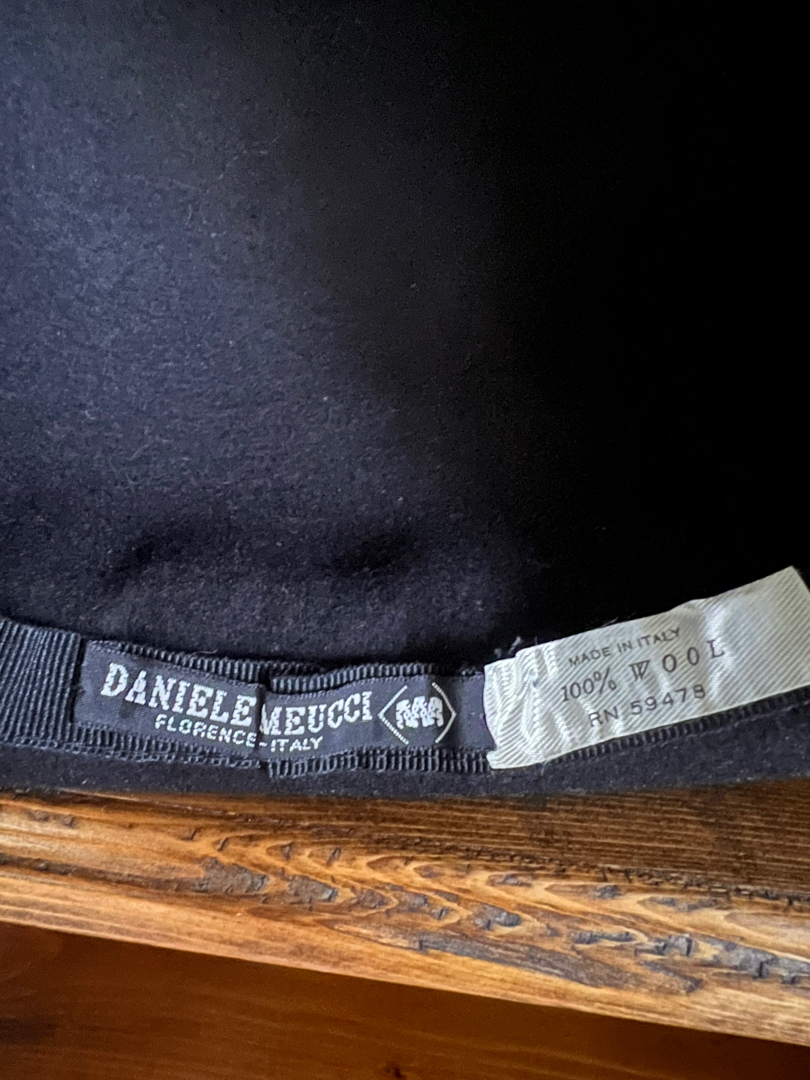 DANIELE MEUCCI
FLORENCE-ITALY
MADE IN ITALY
100% WOOL
RN 59478